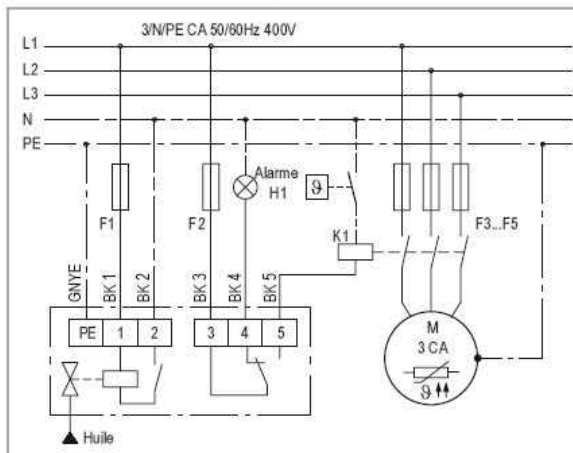 3/N/PE CA 50/60Hz 400V
L1
L2
L3
N
PE
Alarme
H1
ϑ
F1
F2
F3...F5
K1
GNYE
BK 1
BK 2
BK 3
BK 4
BK 5
PE 1 2
3 4 5
M
3 CA
ϑ
Huile